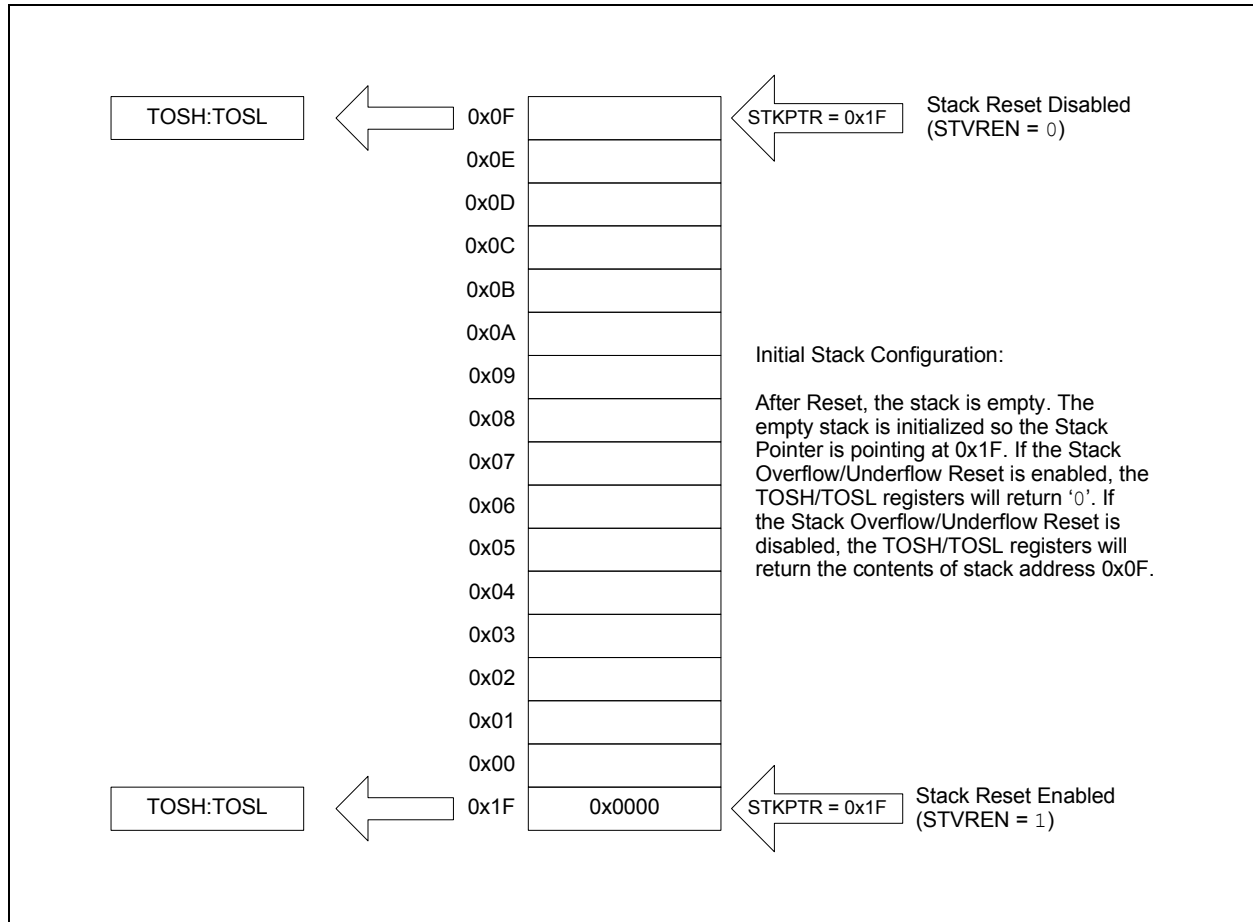 TOSH:TOSL
0x0F
STKPTR = 0x1F
Stack Reset Disabled
(STVREN = 0)
0x0E
0x0D
0x0C
0x0B
0x0A
0x09
0x08
0x07
0x06
0x05
0x04
0x03
0x02
0x01
0x00
Initial Stack Configuration:
After Reset, the stack is empty. The
empty stack is initialized so the Stack
Pointer is pointing at 0x1F. If the Stack
Overflow/Underflow Reset is enabled, the
TOSH/TOSL registers will return ‘0’. If
the Stack Overflow/Underflow Reset is
disabled, the TOSH/TOSL registers will
return the contents of stack address 0x0F.
TOSH:TOSL
0x1F
0x0000
STKPTR = 0x1F
Stack Reset Enabled
(STVREN = 1)